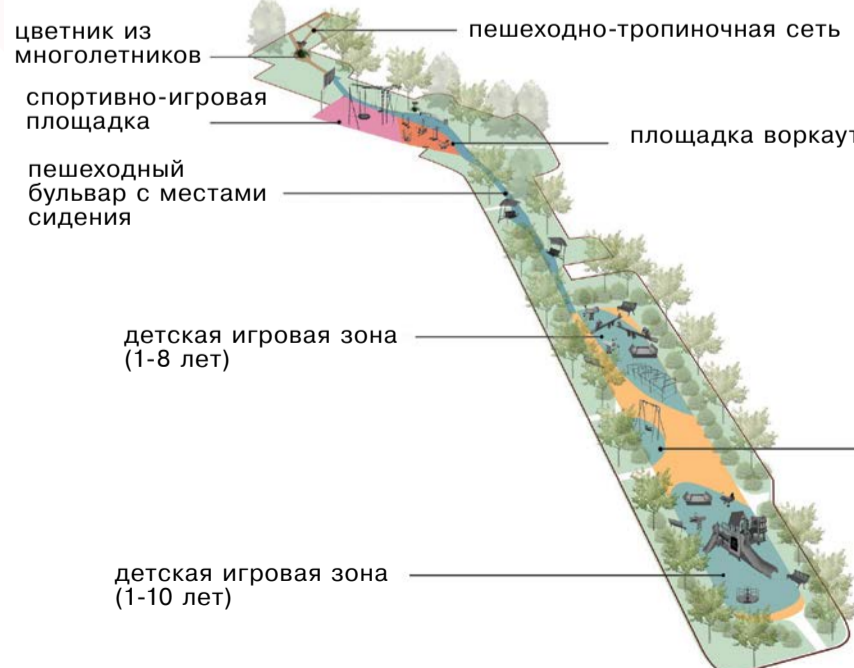 цветник из
многолетников
пешеходно-тропиночная сеть
спортивно-игровая
площадка
площадка воркаут
пешеходный
бульвар с местами
сидения
детская игровая зона
(1-8 лет)
детская игровая зона
(1-10 лет)